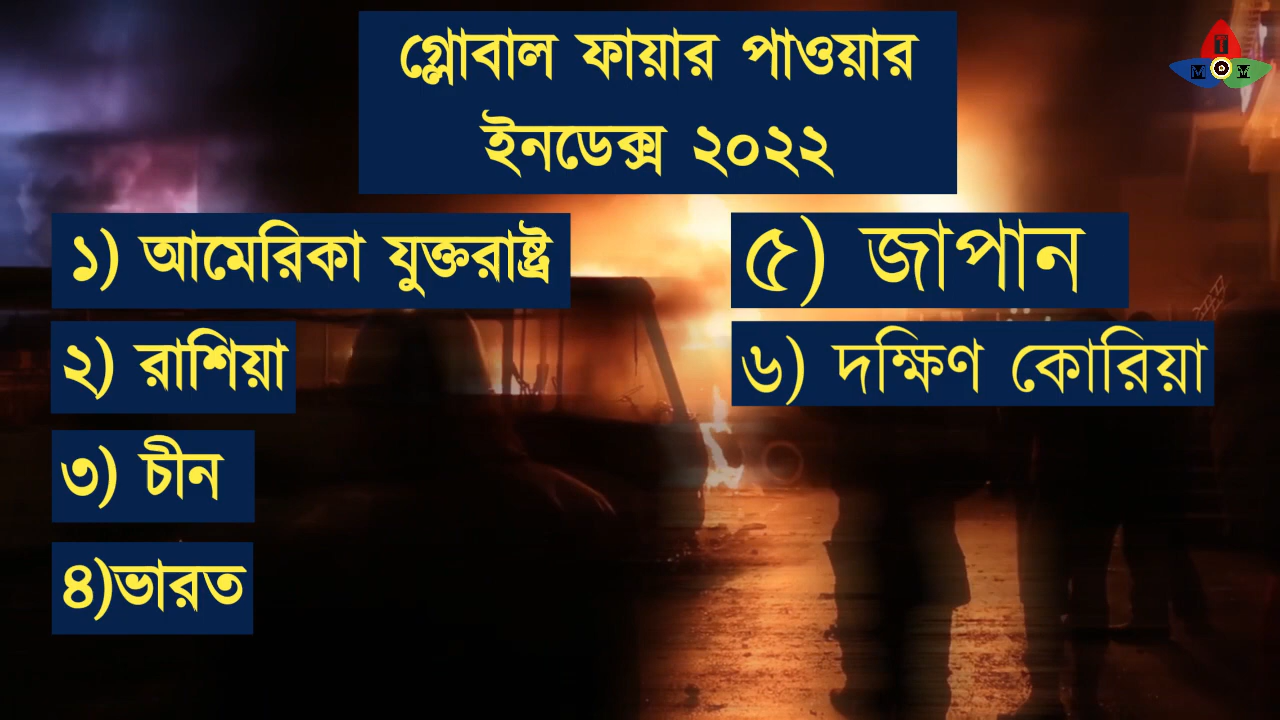 গ্লোবাল ফায়ার পাওয়ার
ইনডেক্স ২০২২
১) আমেরিকা যুক্তরাষ্ট্র
২) রাশিয়া
৩) চীন
৪)ভারত
৫) জাপান
৬) দক্ষিণ কোরিয়া
T
M M